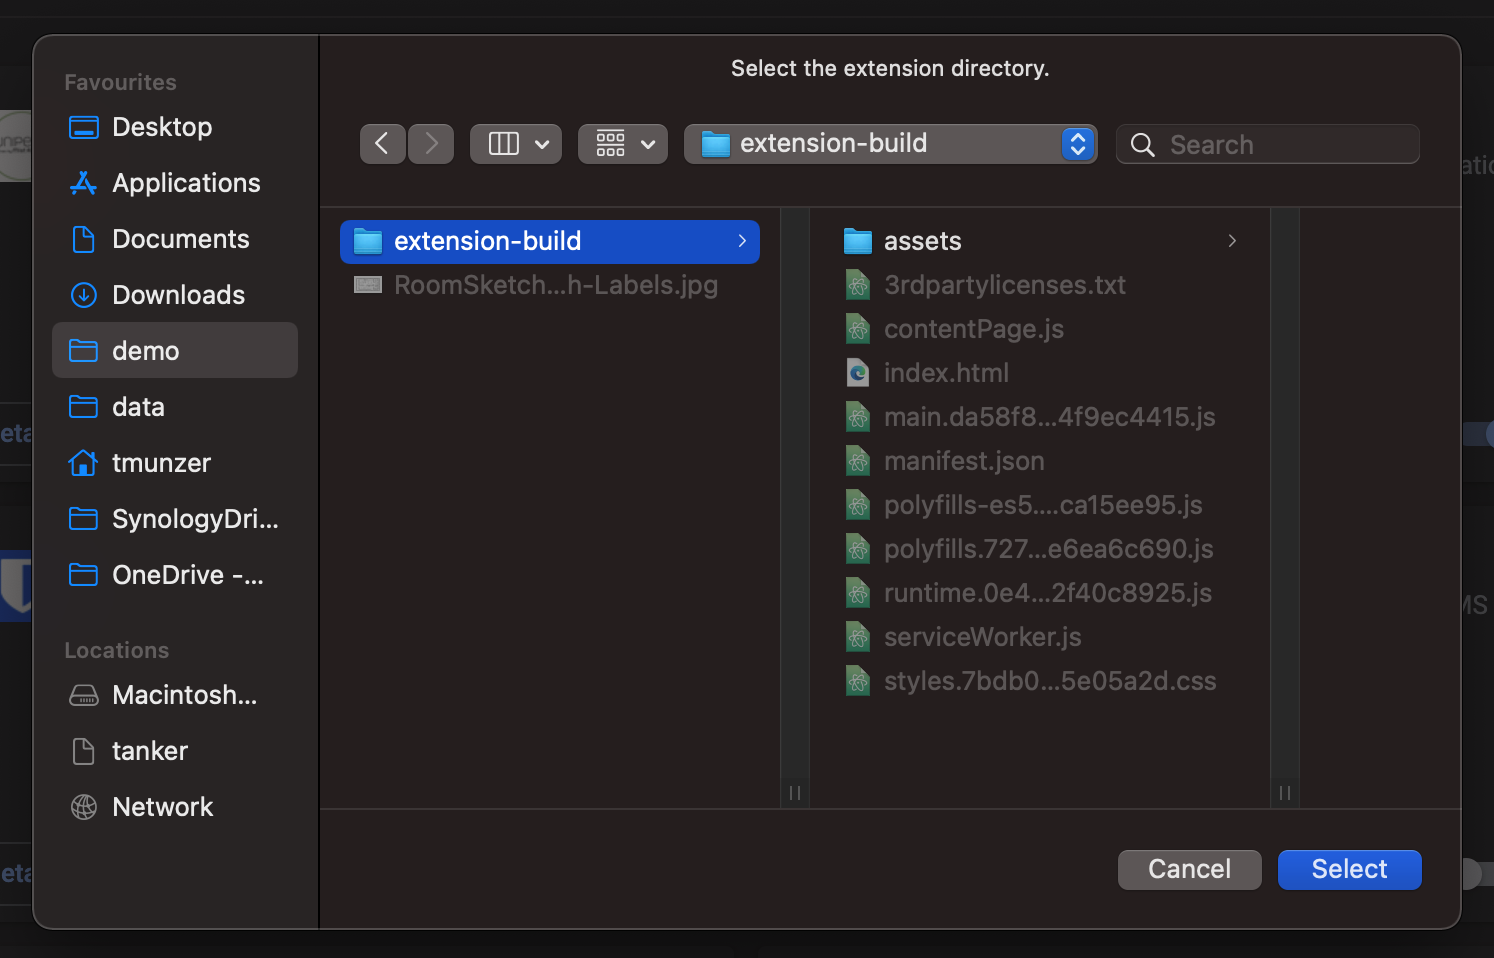 Select the extension directory.
Favourites
Desktop
Applications
Documents
Downloads
demo
data
tmunzer
SynologyDri...
OneDrive -...
Locations
Macintosh...
tanker
Network
extension-build
Search
extension-build
RoomSketch...h-Labels.jpg
assets
3rdpartylicenses.txt
contentPage.js
index.html
main.da58f8...4f9ec4415.js
manifest.json
polyfills-es5....ca15ee95.js
polyfills.727...e6ea6c690.js
runtime.0e4...2f40c8925.js
serviceWorker.js
styles.7bdb0...5e05a2d.css
Cancel
Select